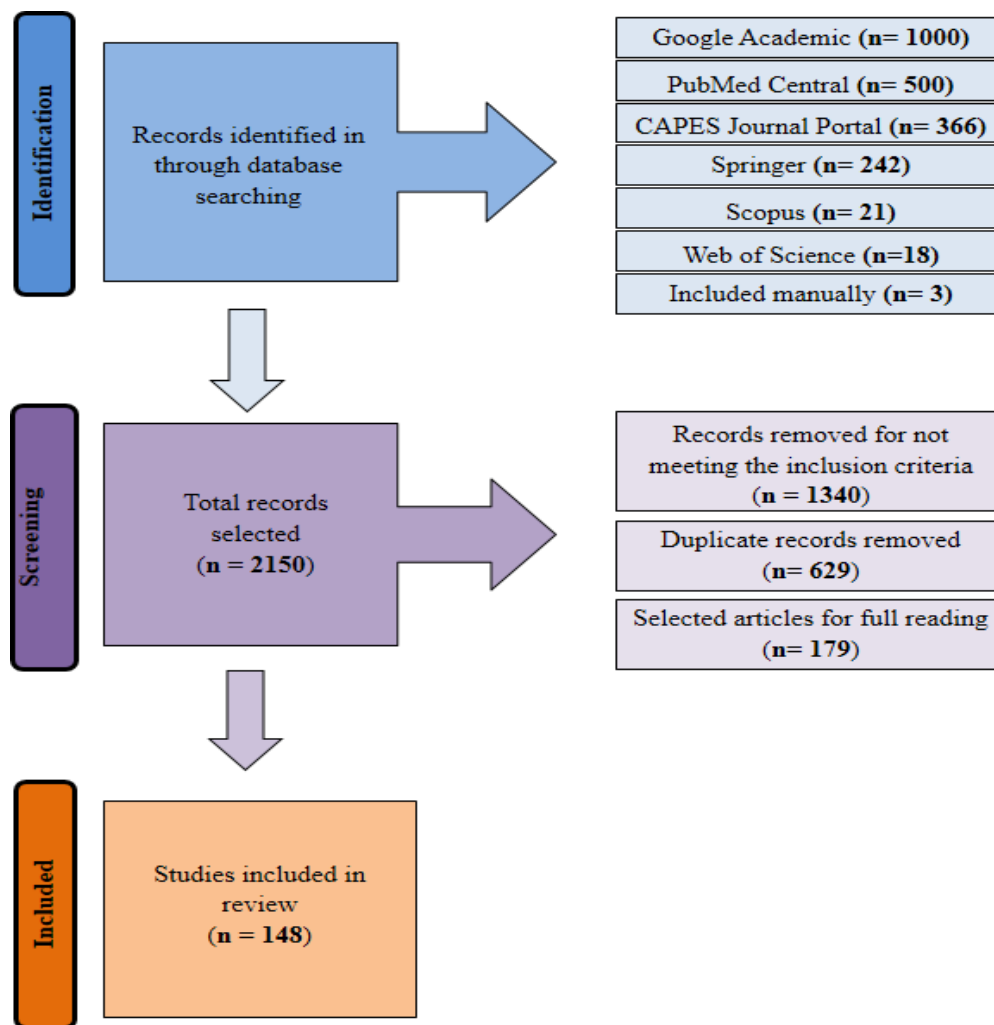 Identification
Records identified in
through database
searching
Google Academic (n= 1000)
PubMed Central (n= 500)
CAPES Journal Portal (n= 366)
Springer (n= 242)
Scopus (n= 21)
Web of Science (n=18)
Included manually (n= 3)
Screening
Total records
selected
(n = 2150)
Records removed for not
meeting the inclusion criteria
(n = 1340)
Duplicate records removed
(n= 629)
Selected articles for full reading
(n= 179)
Included
Studies included in
review
(n = 148)